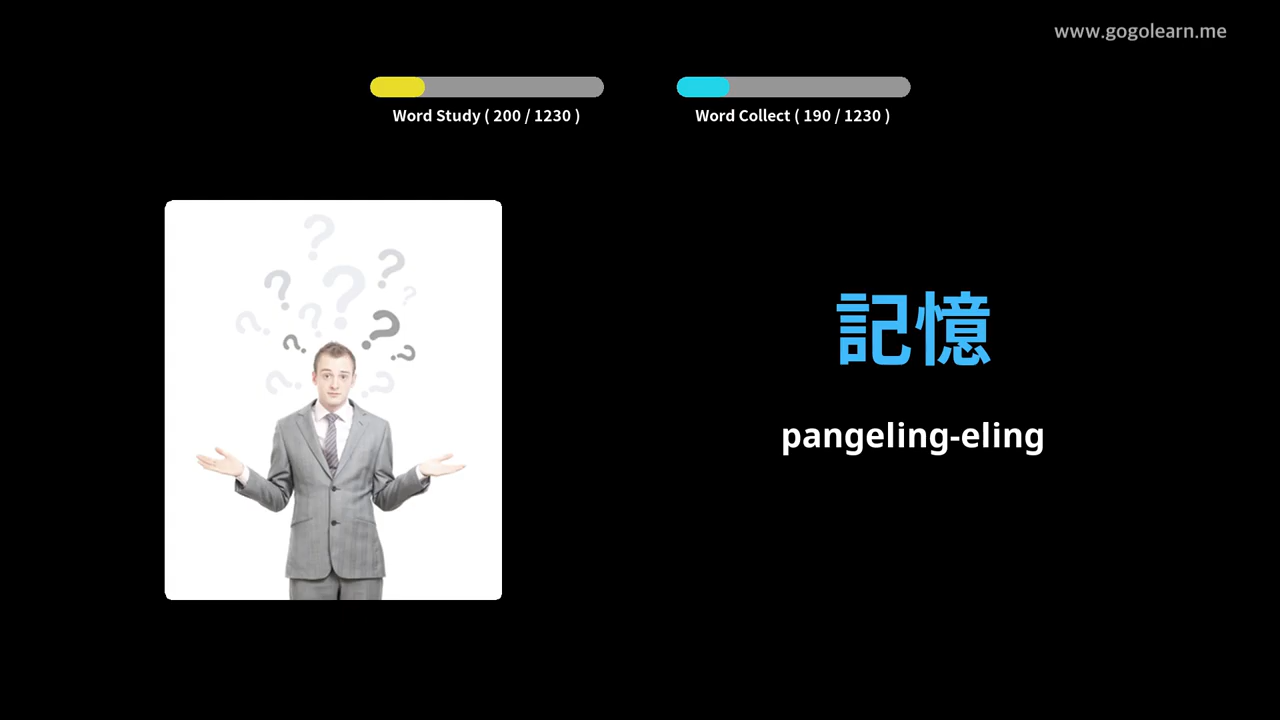 www.gogolearn.me
Word Study ( 200 / 1230 )
Word Collect ( 190 / 1230 )
記憶
pangeling-eling